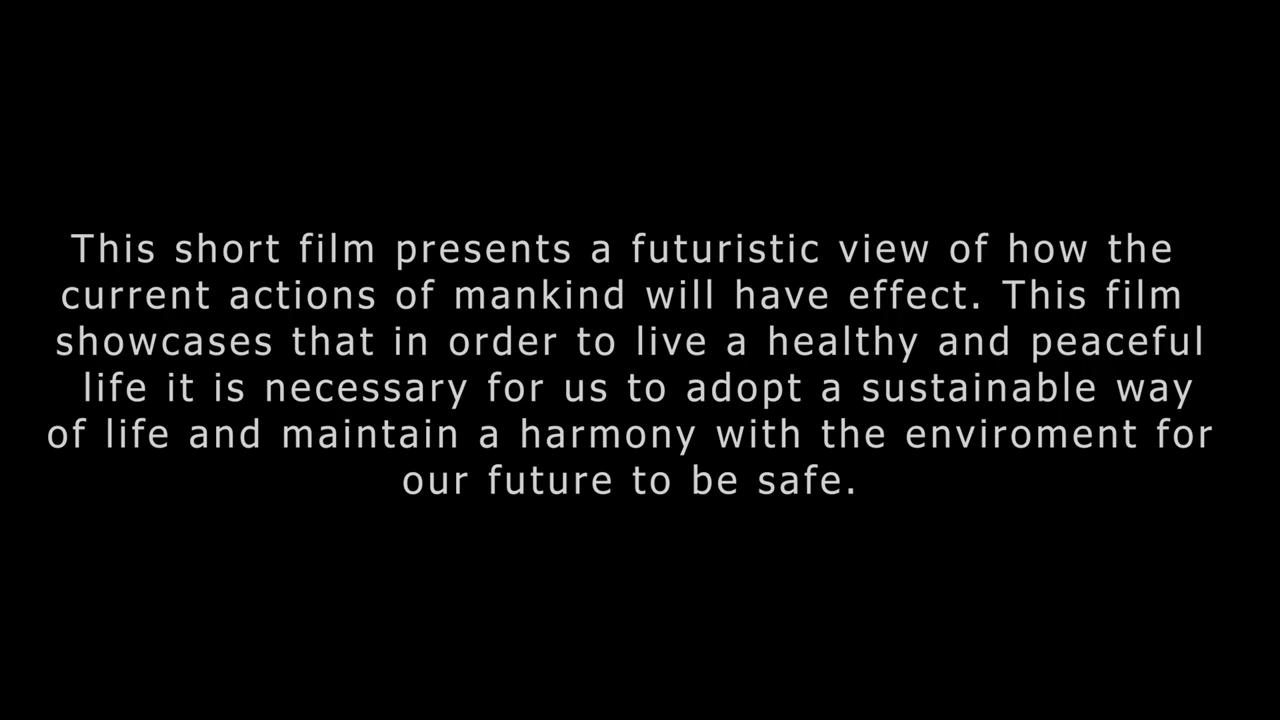 This short film presents a futuristic view of how the
current actions of mankind will have effect. This film
showcases that in order to live a healthy and peaceful
life it is necessary for us to adopt a sustainable way
of life and maintain a harmony with the enviroment for
our future to be safe.